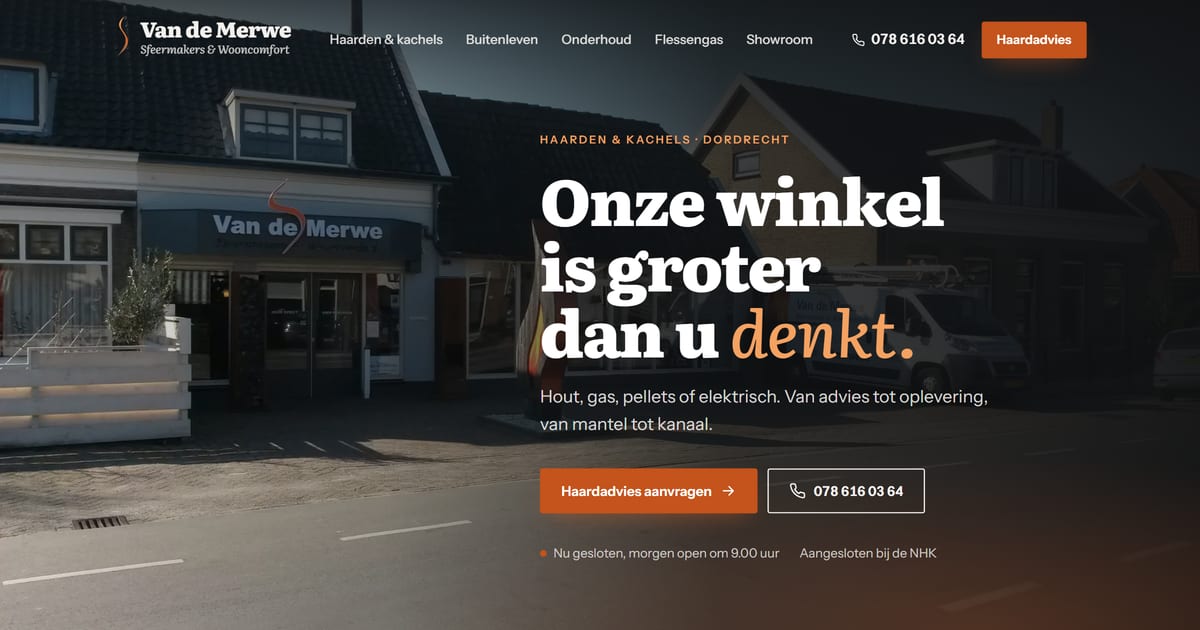 Van de Merwe
Sfeermakers & Wooncomfort
Haarden & kachels
Buitenleven
Onderhoud
Flessengas
Showroom
078 616 03 64
Haardadvies
HAARDEN & KACHELS · DORDRECHT
Onze winkel
is groter
dan u denkt.
Hout, gas, pellets of elektrisch. Van advies tot oplevering,
van mantel tot kanaal.
Haardadvies aanvragen
078 616 03 64
Nu gesloten, morgen open om 9.00 uur
Aangesloten bij de NHK
Van de Merwe
Van de Merwe